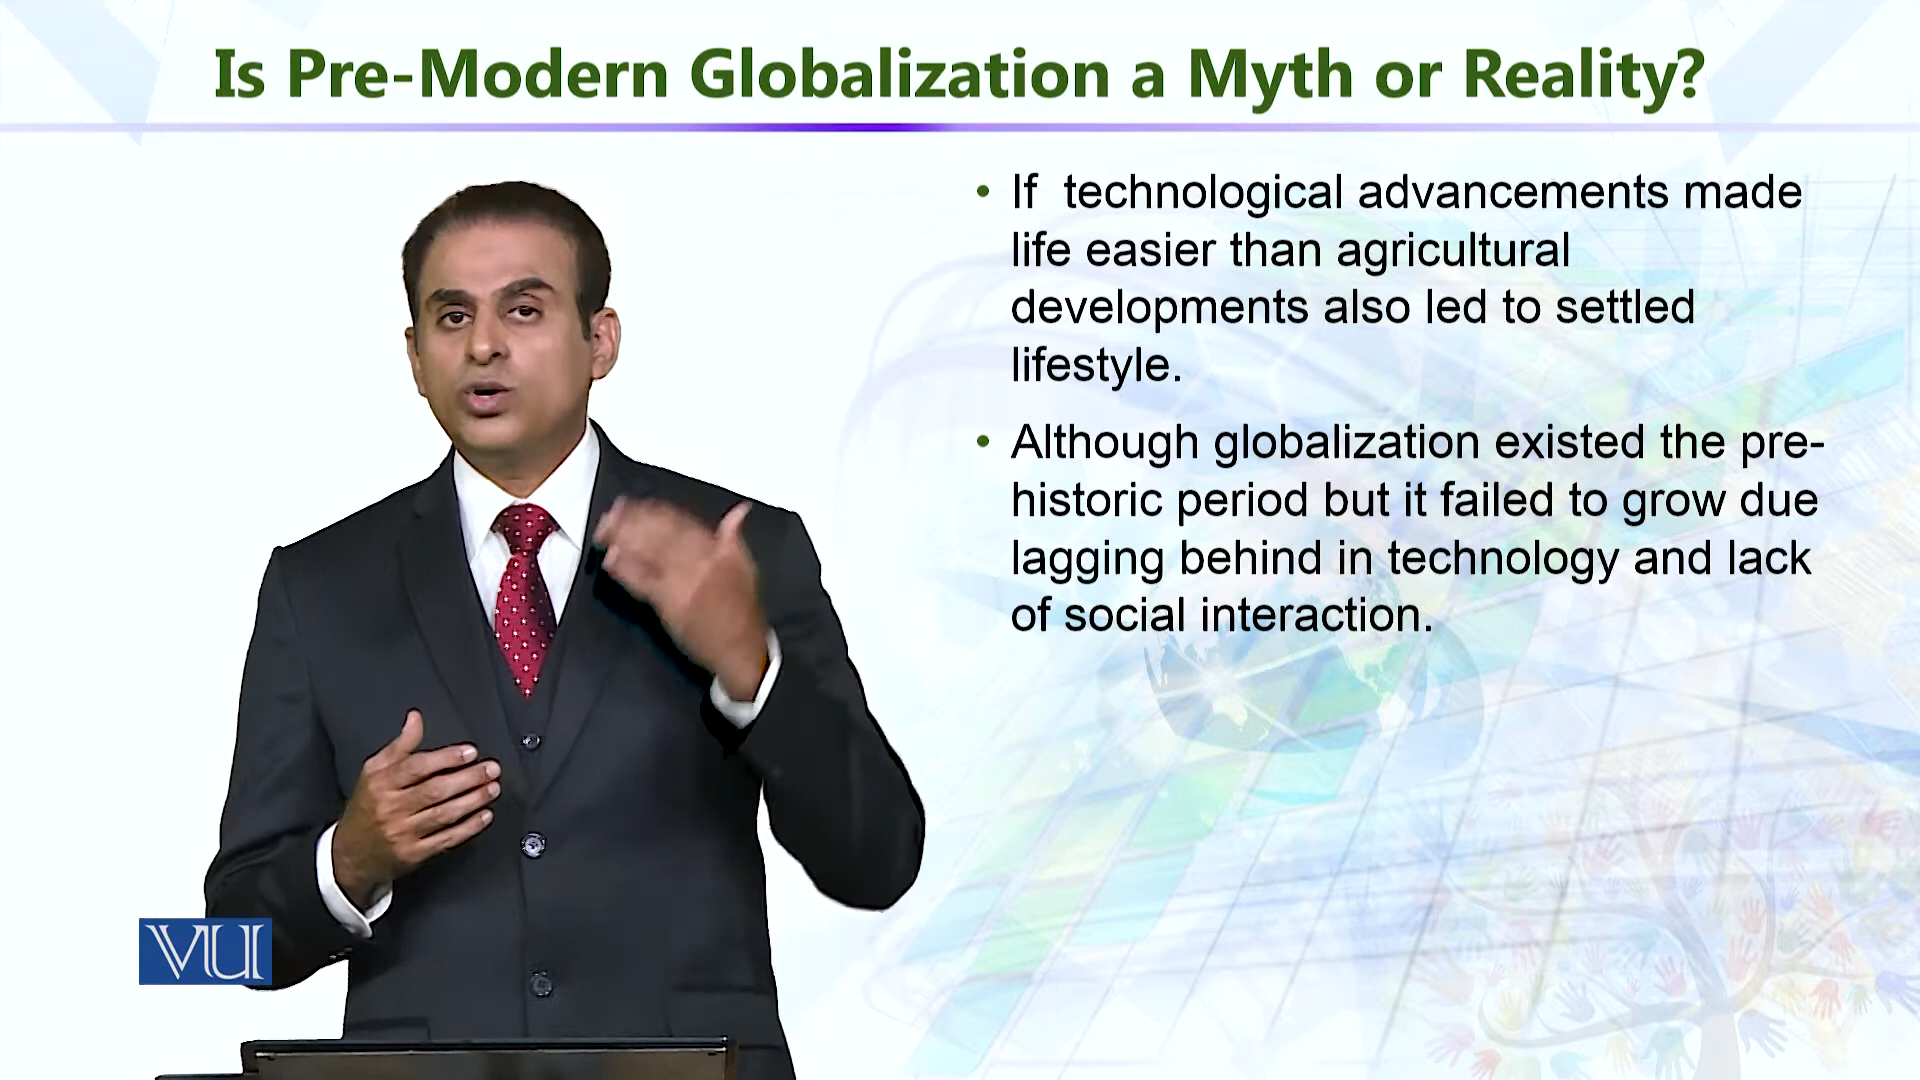 Is Pre-Modern Globalization a Myth or Reality?
• If  technological advancements made
life easier than agricultural
developments also led to settled
lifestyle.
• Although globalization existed the pre-
historic period but it failed to grow due
lagging behind in technology and lack
of social interaction.
VU